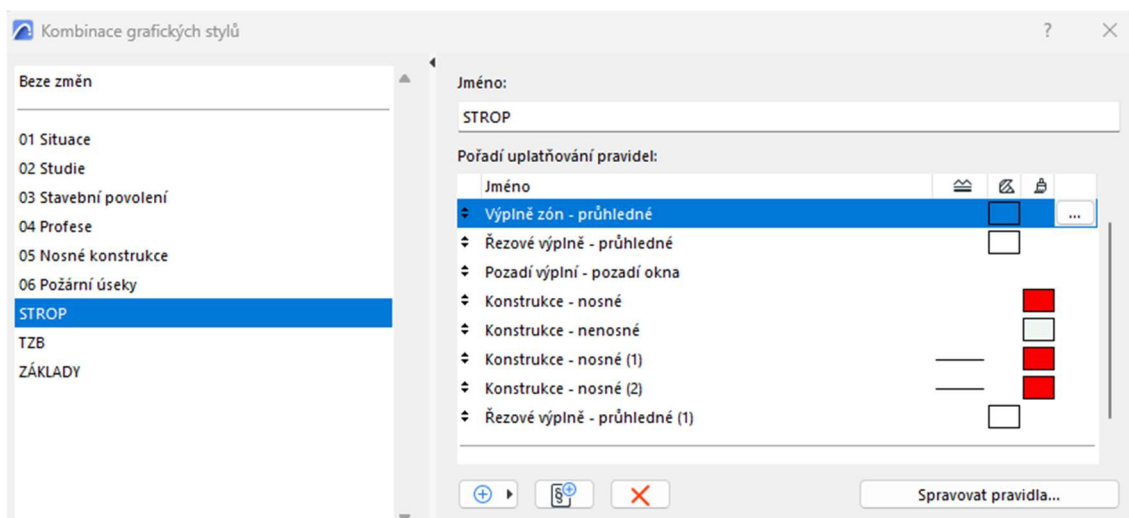 Kombinace grafických stylů
Beze změn
01 Situace
02 Studie
03 Stavební povolení
04 Profese
05 Nosné konstrukce
06 Požární úseky
STROP
TZB
ZÁKLADY
Jméno:
STROP
Pořadí uplatňování pravidel:
Jméno
Výplně zón - průhledné
...
Řezové výplně - průhledné
Pozadí výplní - pozadí okna
Konstrukce - nosné
Konstrukce - nenosné
Konstrukce - nosné (1)
Konstrukce - nosné (2)
Řezové výplně - průhledné (1)
Spravovat pravidla...